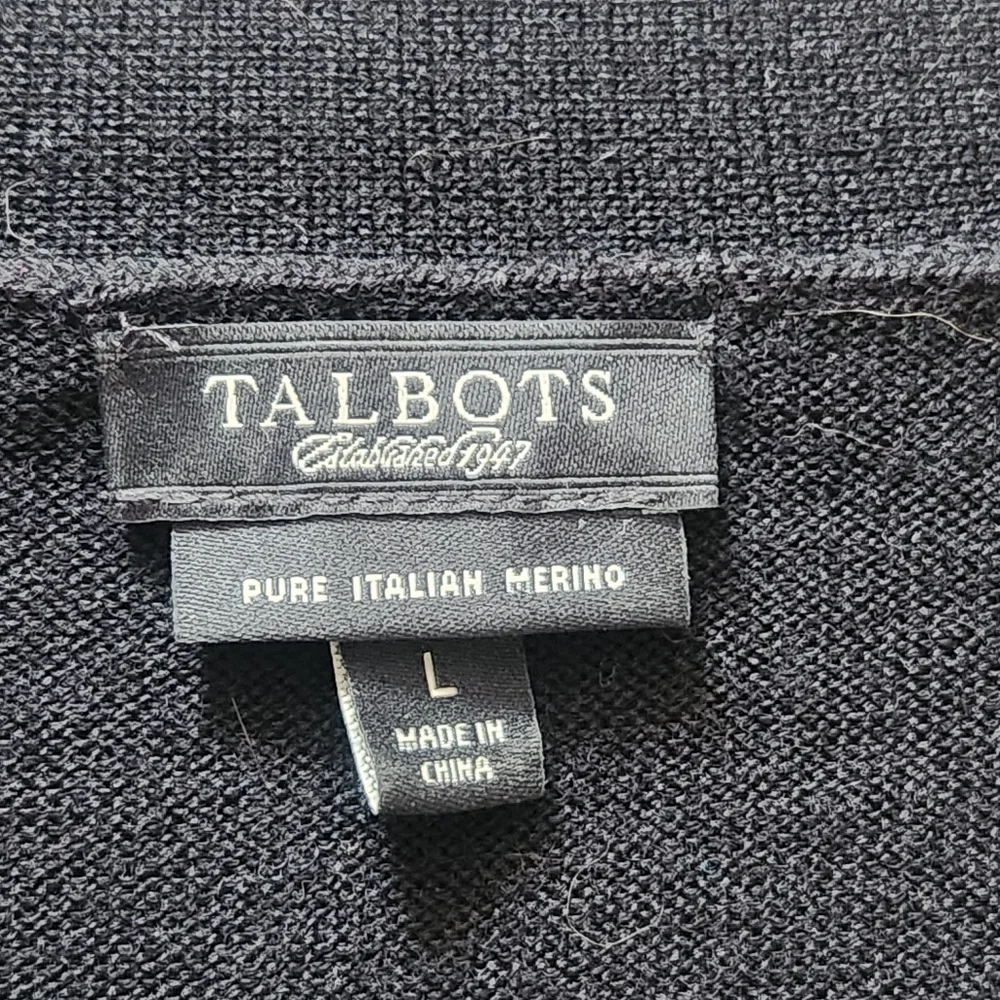 TALBOTS
Established 1947
PURE ITALIAN MERINO
L
MADE IN
CHINA